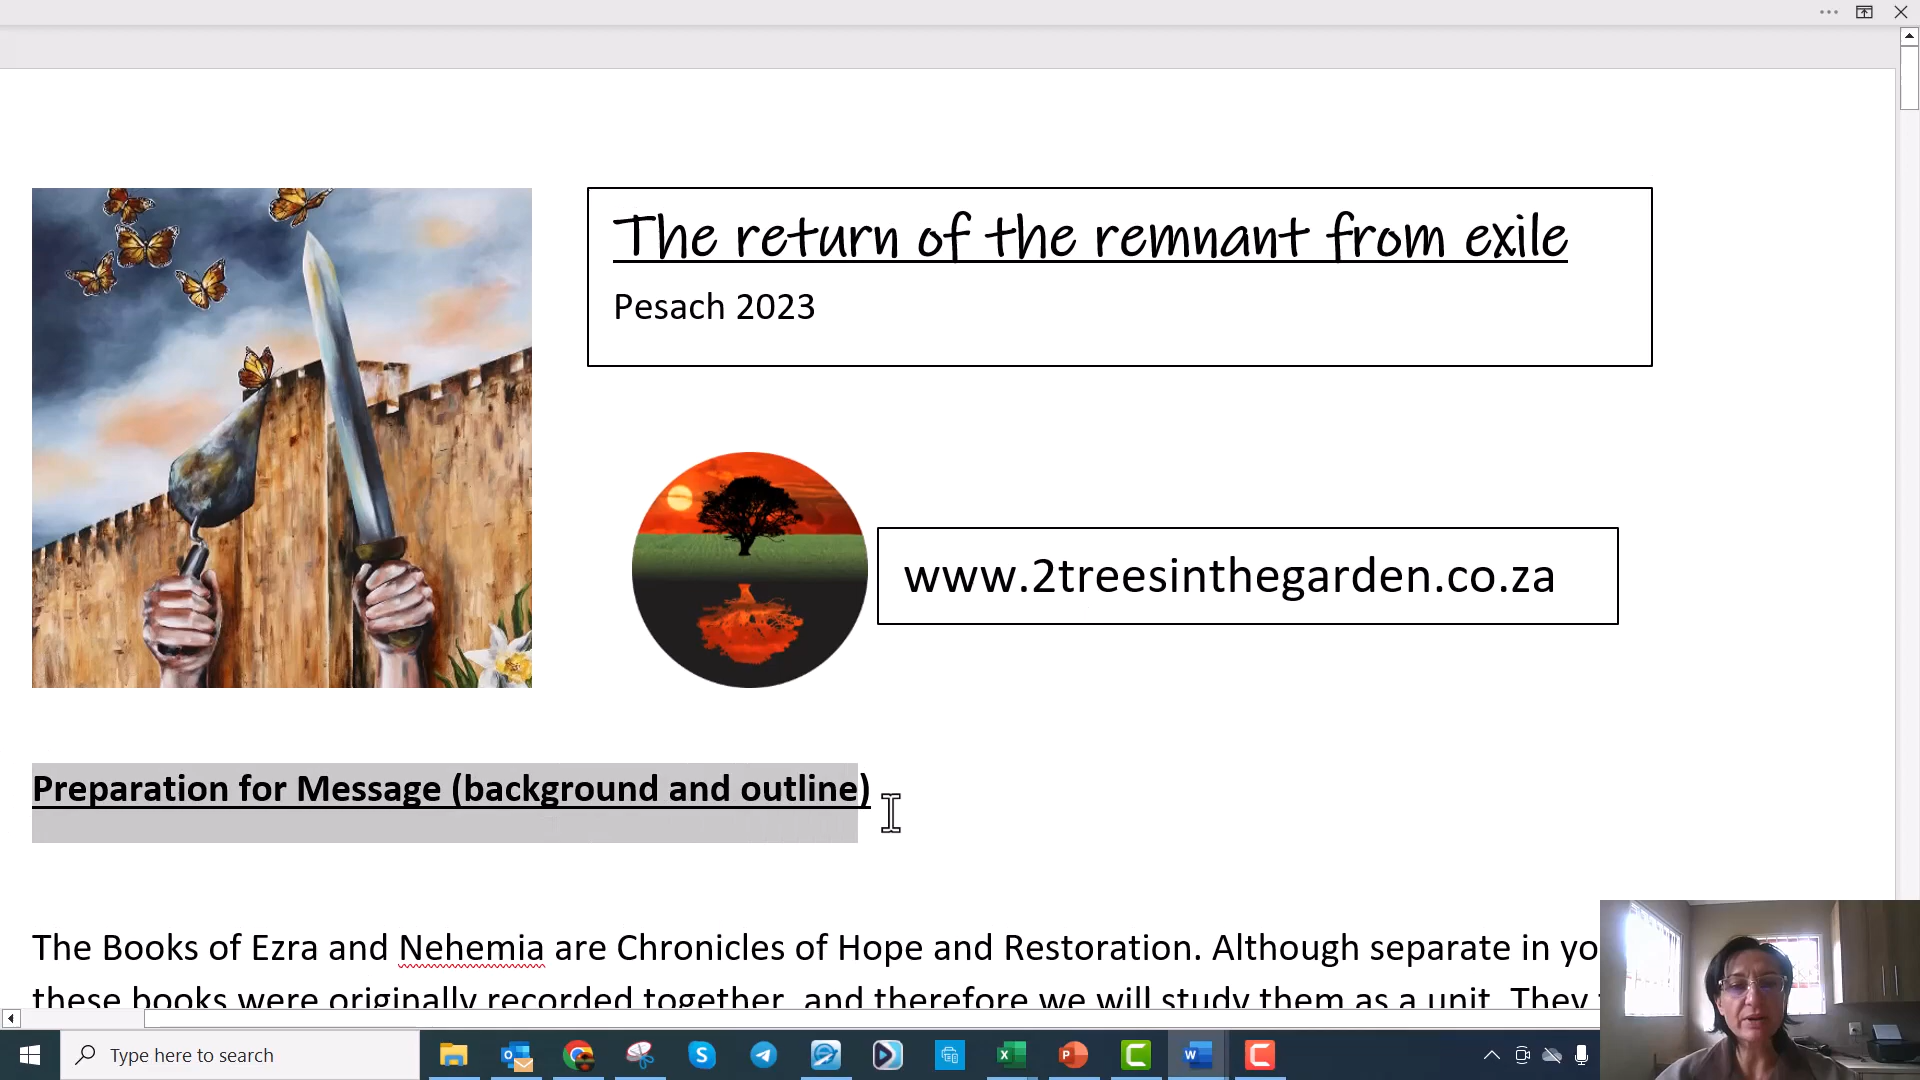 The return of the remnant from exile
Pesach 2023
www.2treesinthegarden.co.za
Preparation for Message (background and outline)
The Books of Ezra and Nehemia are Chronicles of Hope and Restoration. Although separate in yo
these books were originally recorded together, and therefore we will study them as a unit. They
Type here to search